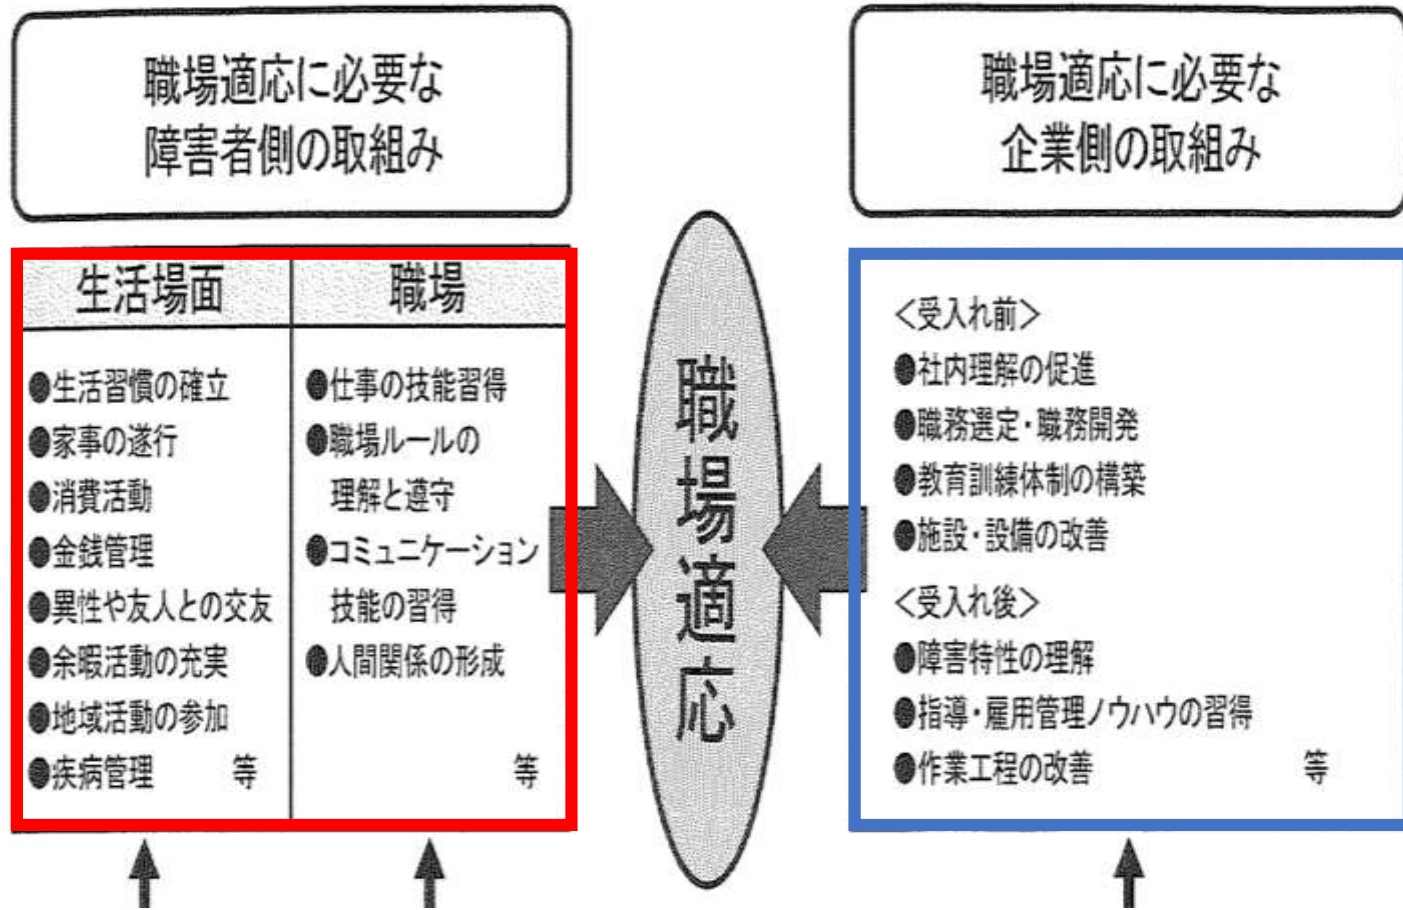 職場適応に必要な
障害者側の取組み
職場適応に必要な
企業側の取組み
生活場面
●生活習慣の確立
●家事の遂行
●消費活動
●金銭管理
●異性や友人との交友
●余暇活動の充実
●地域活動の参加
●疾病管理 等
職場
●仕事の技能習得
●職場ルールの
理解と遵守
●コミュニケーション
技能の習得
●人間関係の形成
等
職場適応
<受入れ前>
●社内理解の促進
●職務選定・職務開発
●教育訓練体制の構築
●施設・設備の改善
<受入れ後>
●障害特性の理解
●指導・雇用管理ノウハウの習得
●作業工程の改善 等